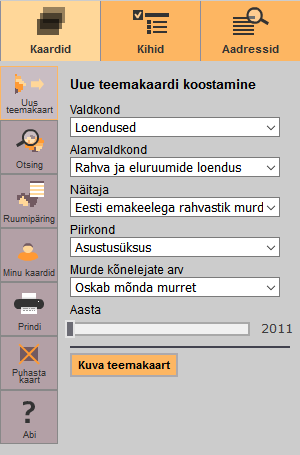 Kaardid
Kihid
Aadressid
Uus
teemakaart
Otsing
Ruumipäring
Minu kaardid
Prindi
Puhasta
kaart
?
Abi
Uue teemakaardi koostamine
Valdkond
Loendused
Alamvaldkond
Rahva ja eluruumide loendus
Näitaja
Eesti emakeelega rahvastik murd
Piirkond
Asustusüksus
Murde kõnelejate arv
Oskab mõnda murret
Aasta
2011
Kuva teemakaart